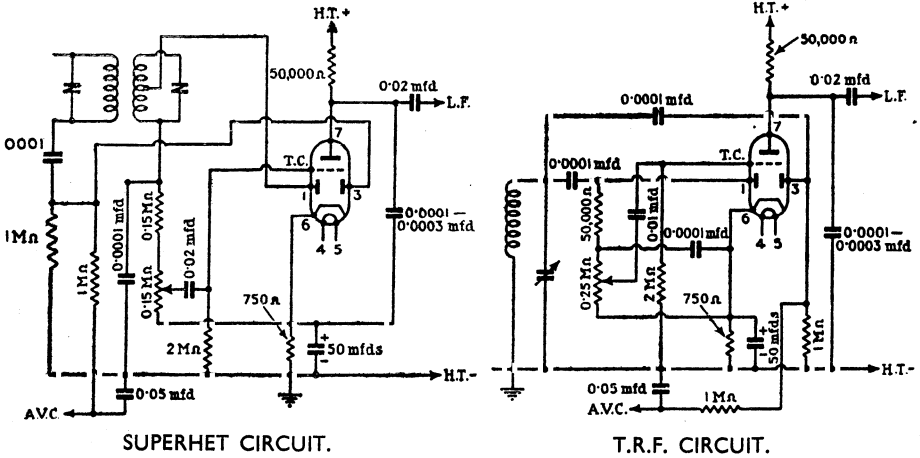 H.T.+
50,000Ω
0·02 mfd
L.F.
7
T.C.
1
3
6
4 5
.0001
1MΩ
1MΩ
0·0001 mfd
0·15MΩ
0·15MΩ
0·02 mfd
2MΩ
750Ω
+
-
50 mfds
0·0001—
0·0003 mfd
H.T.-
0·05 mfd
A.V.C.
SUPERHET CIRCUIT.
H.T.+
50,000Ω
0·02 mfd
L.F.
0·0001 mfd
7
T.C.
0·0001 mfd
1
3
6
4 5
50,000Ω
0·01 mfd
0·0001mfd
0·25MΩ
2MΩ
750Ω
+
-
50 mfds
1MΩ
0·0001—
0·0003 mfd
H.T.-
0·05 mfd
A.V.C.
1MΩ
T.R.F. CIRCUIT.